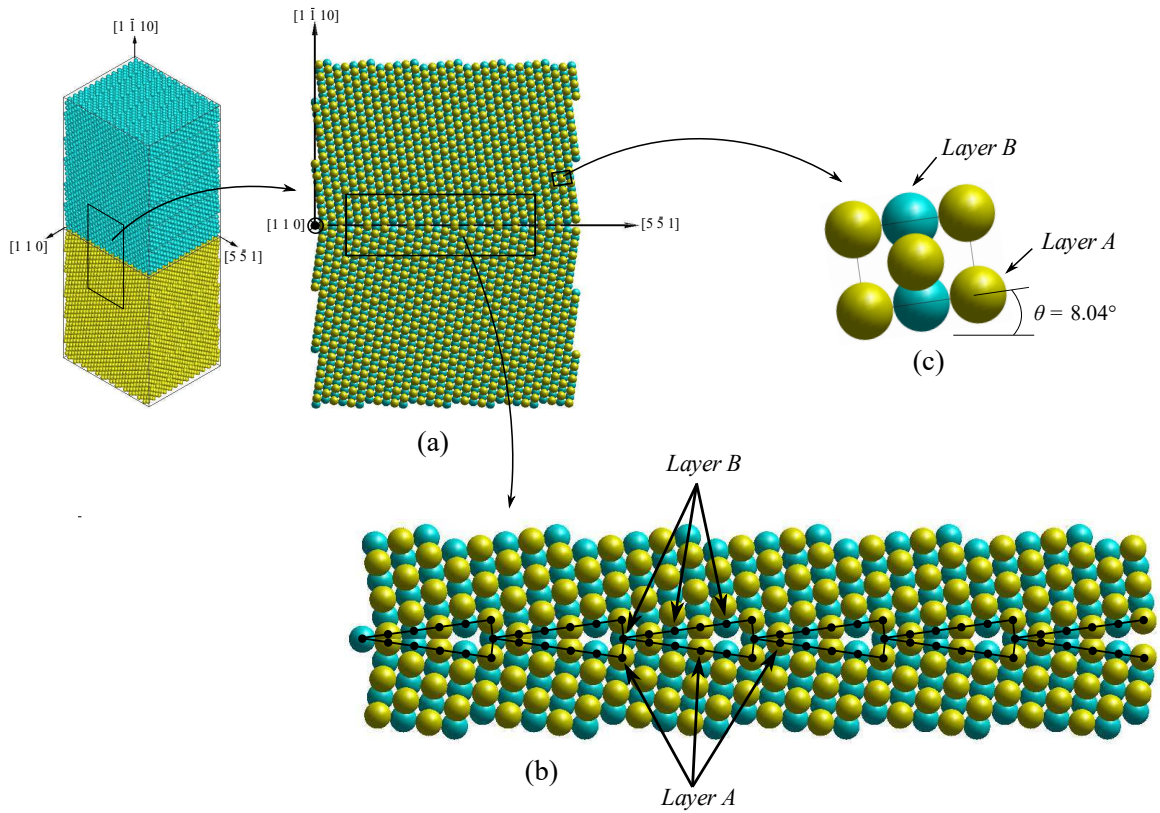 [1 1̄ 10]
[1 1 0]
[5 5̄ 1]
[1 1̄ 10]
[1 1 0]
[5 5̄ 1]
(a)
Layer B
Layer A
θ = 8.04°
(c)
-
Layer B
(b)
Layer A